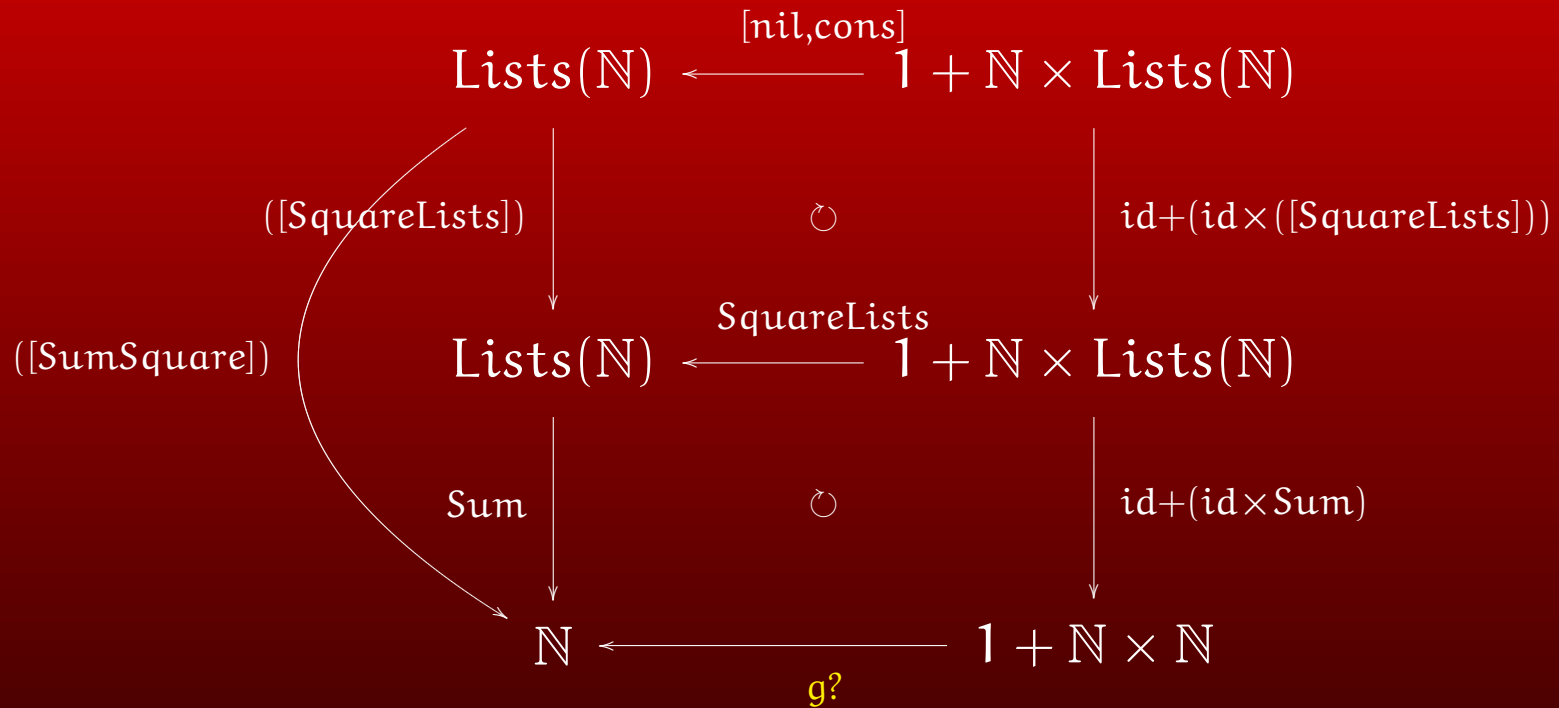 [nil,cons]
Lists(ℕ) 1 + ℕ × Lists(ℕ)
([SquareLists]) ↻ id+(id×([SquareLists]))
SquareLists
([SumSquare]) Lists(ℕ) 1 + ℕ × Lists(ℕ)
Sum ↻ id+(id×Sum)
ℕ 1 + ℕ × ℕ
g?